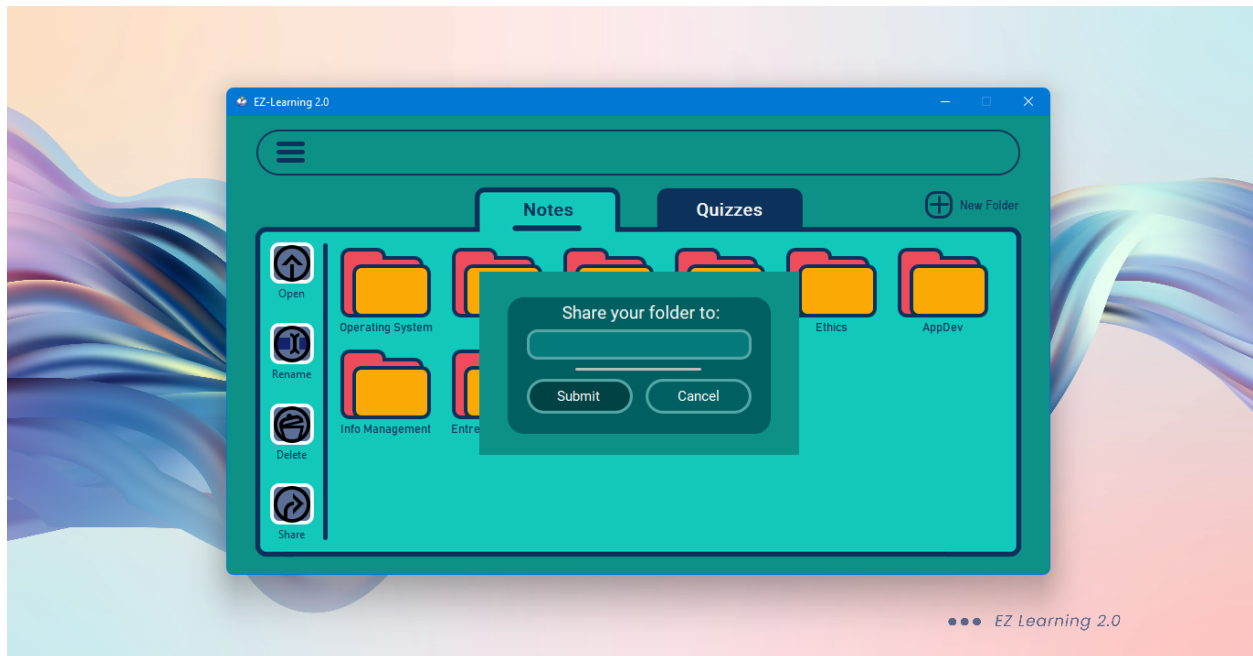 EZ-Learning 2.0
Notes
Quizzes
New Folder
Open
Operating System
Ethics
AppDev
Share your folder to:
Rename
Submit
Cancel
Info Management
Entre
Delete
Share
EZ Learning 2.0